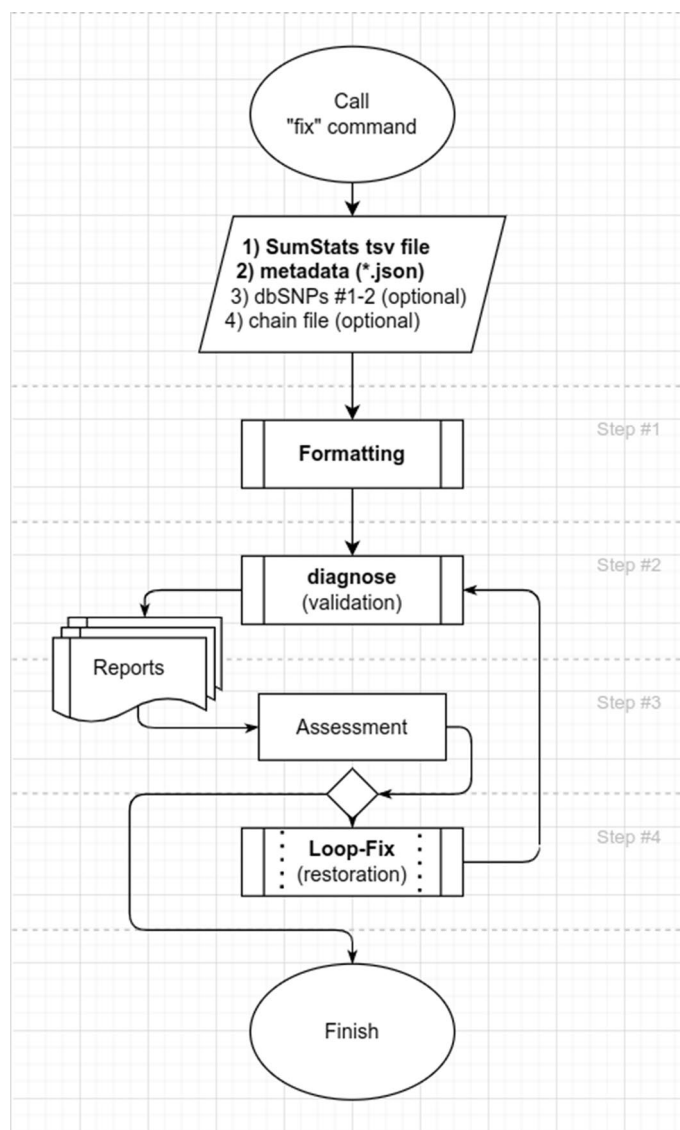 Call
"fix" command
1) SumStats tsv file
2) metadata (*.json)
3) dbSNPs #1-2 (optional)
4) chain file (optional)
Step #1
Formatting
Step #2
diagnose
(validation)
Reports
Step #3
Assessment
Step #4
Loop-Fix
(restoration)
Finish